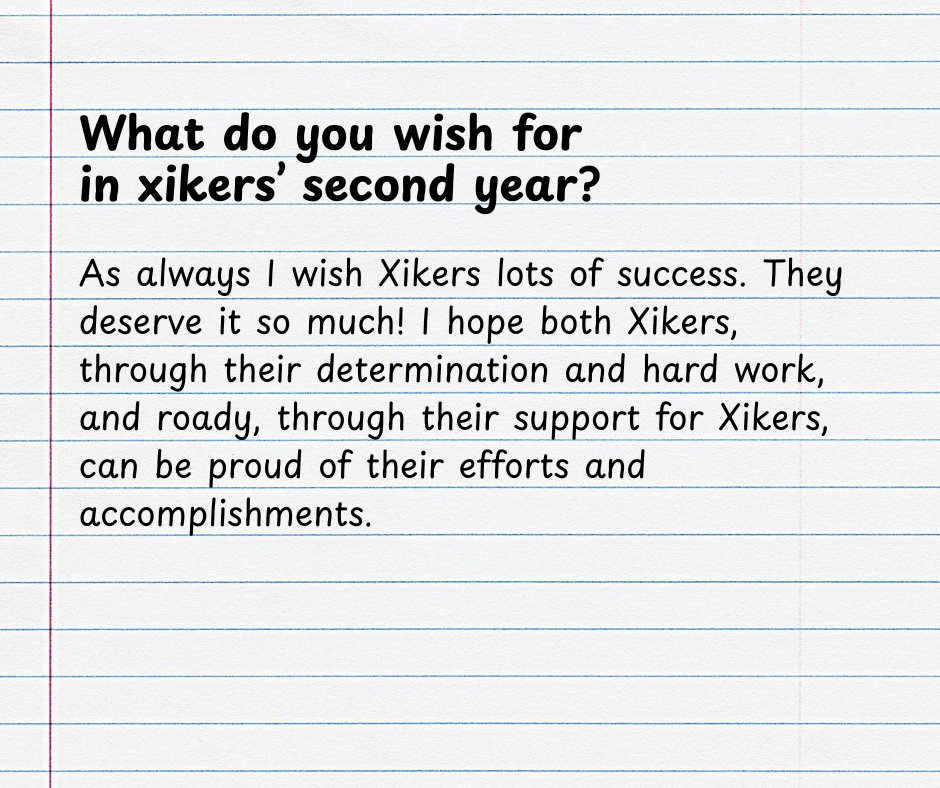 What do you wish for
in xikers’ second year?
As always I wish Xikers lots of success. They
deserve it so much! I hope both Xikers,
through their determination and hard work,
and roady, through their support for Xikers,
can be proud of their efforts and
accomplishments.